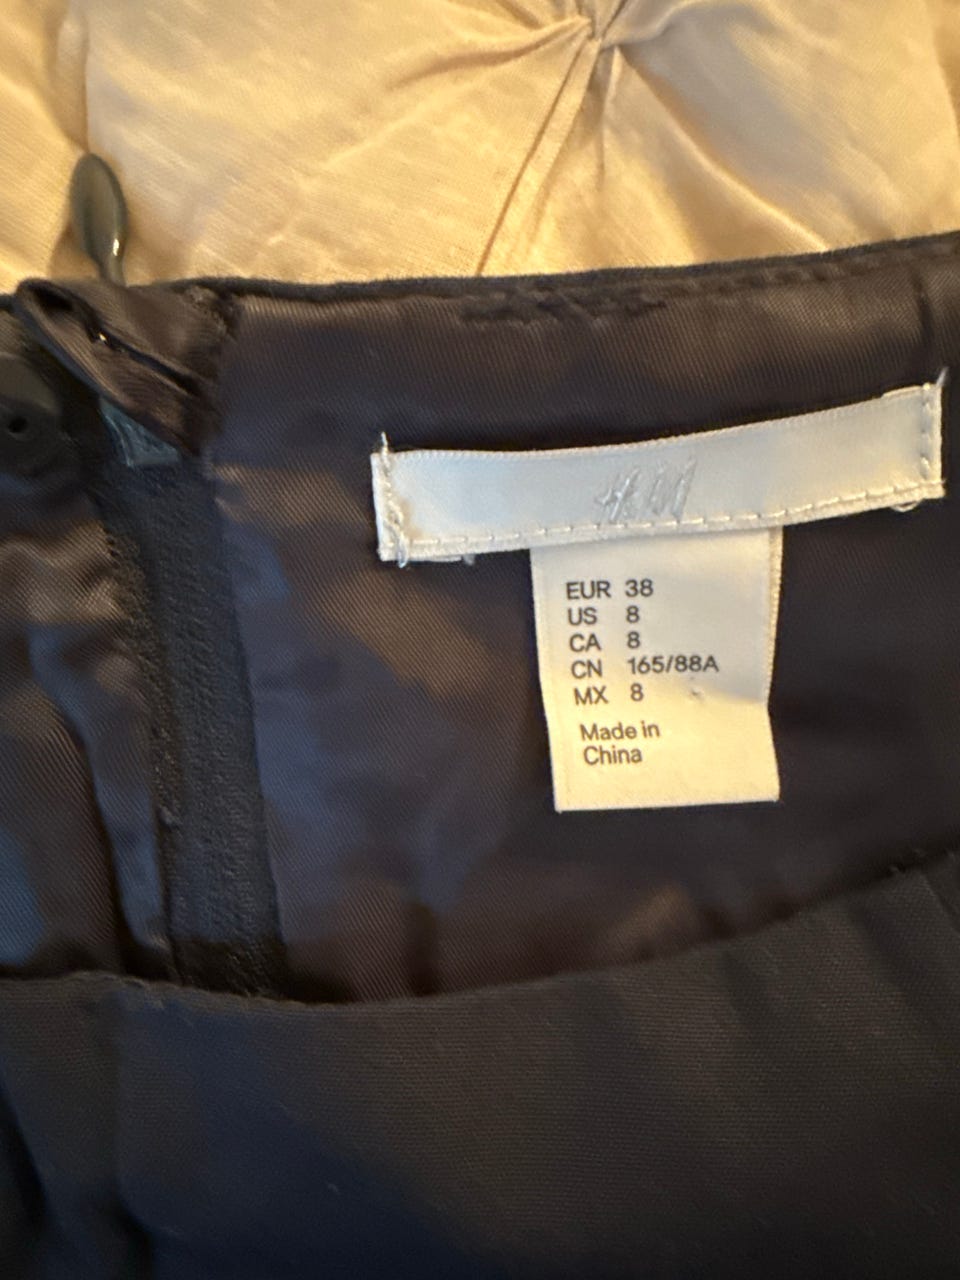 H&M
EUR 38
US 8
CA 8
CN 165/88A
MX 8
Made in
China